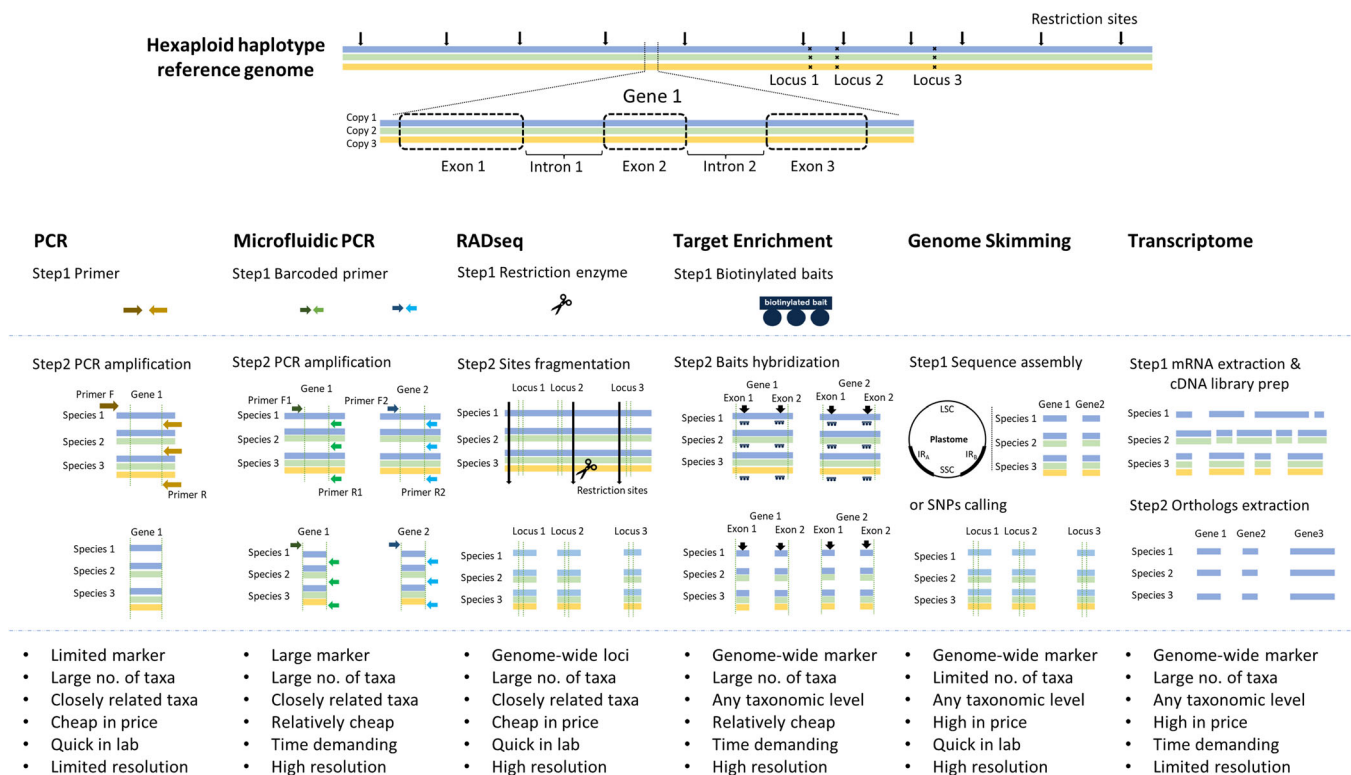 Restriction sites
Hexaploid haplotype
reference genome
Locus 1 Locus 2 Locus 3
Gene 1
Copy 1
Copy 2
Copy 3
Exon 1 Intron 1 Exon 2 Intron 2 Exon 3
PCR
Step1 Primer
Step2 PCR amplification
Primer F Gene 1
Species 1
Species 2
Species 3
Primer R
Gene 1
Species 1
Species 2
Species 3
• Limited marker
• Large no. of taxa
• Closely related taxa
• Cheap in price
• Quick in lab
• Limited resolution
Microfluidic PCR
Step1 Barcoded primer
Step2 PCR amplification
Gene 1 Gene 2
Primer F1 Primer F2
Species 1
Species 2
Species 3
Primer R1 Primer R2
Gene 1 Gene 2
Species 1
Species 2
Species 3
• Large marker
• Large no. of taxa
• Closely related taxa
• Relatively cheap
• Time demanding
• High resolution
RADseq
Step1 Restriction enzyme
Step2 Sites fragmentation
Locus 1 Locus 2 Locus 3
Species 1
Species 2
Species 3
Restriction sites
Locus 1 Locus 2 Locus 3
Species 1
Species 2
Species 3
• Genome-wide loci
• Large no. of taxa
• Closely related taxa
• Cheap in price
• Quick in lab
• High resolution
Target Enrichment
Step1 Biotinylated baits
biotinylated bait
Step2 Baits hybridization
Gene 1 Gene 2
Exon 1 Exon 2 Exon 1 Exon 2
Species 1
Species 2
Species 3
Gene 1 Gene 2
Exon 1 Exon 2 Exon 1 Exon 2
Species 1
Species 2
Species 3
• Genome-wide marker
• Large no. of taxa
• Any taxonomic level
• Relatively cheap
• Time demanding
• High resolution
Genome Skimming
Step1 Sequence assembly
LSC
Plastome
IRA IRB
SSC
Gene 1 Gene2
Species 1
Species 2
Species 3
or SNPs calling
Locus 1 Locus 2 Locus 3
Species 1
Species 2
Species 3
• Genome-wide marker
• Limited no. of taxa
• Any taxonomic level
• High in price
• Quick in lab
• High resolution
Transcriptome
Step1 mRNA extraction &
cDNA library prep
Species 1
Species 2
Species 3
Step2 Orthologs extraction
Gene 1 Gene2 Gene3
Species 1
Species 2
Species 3
• Genome-wide marker
• Large no. of taxa
• Any taxonomic level
• High in price
• Time demanding
• Limited resolution